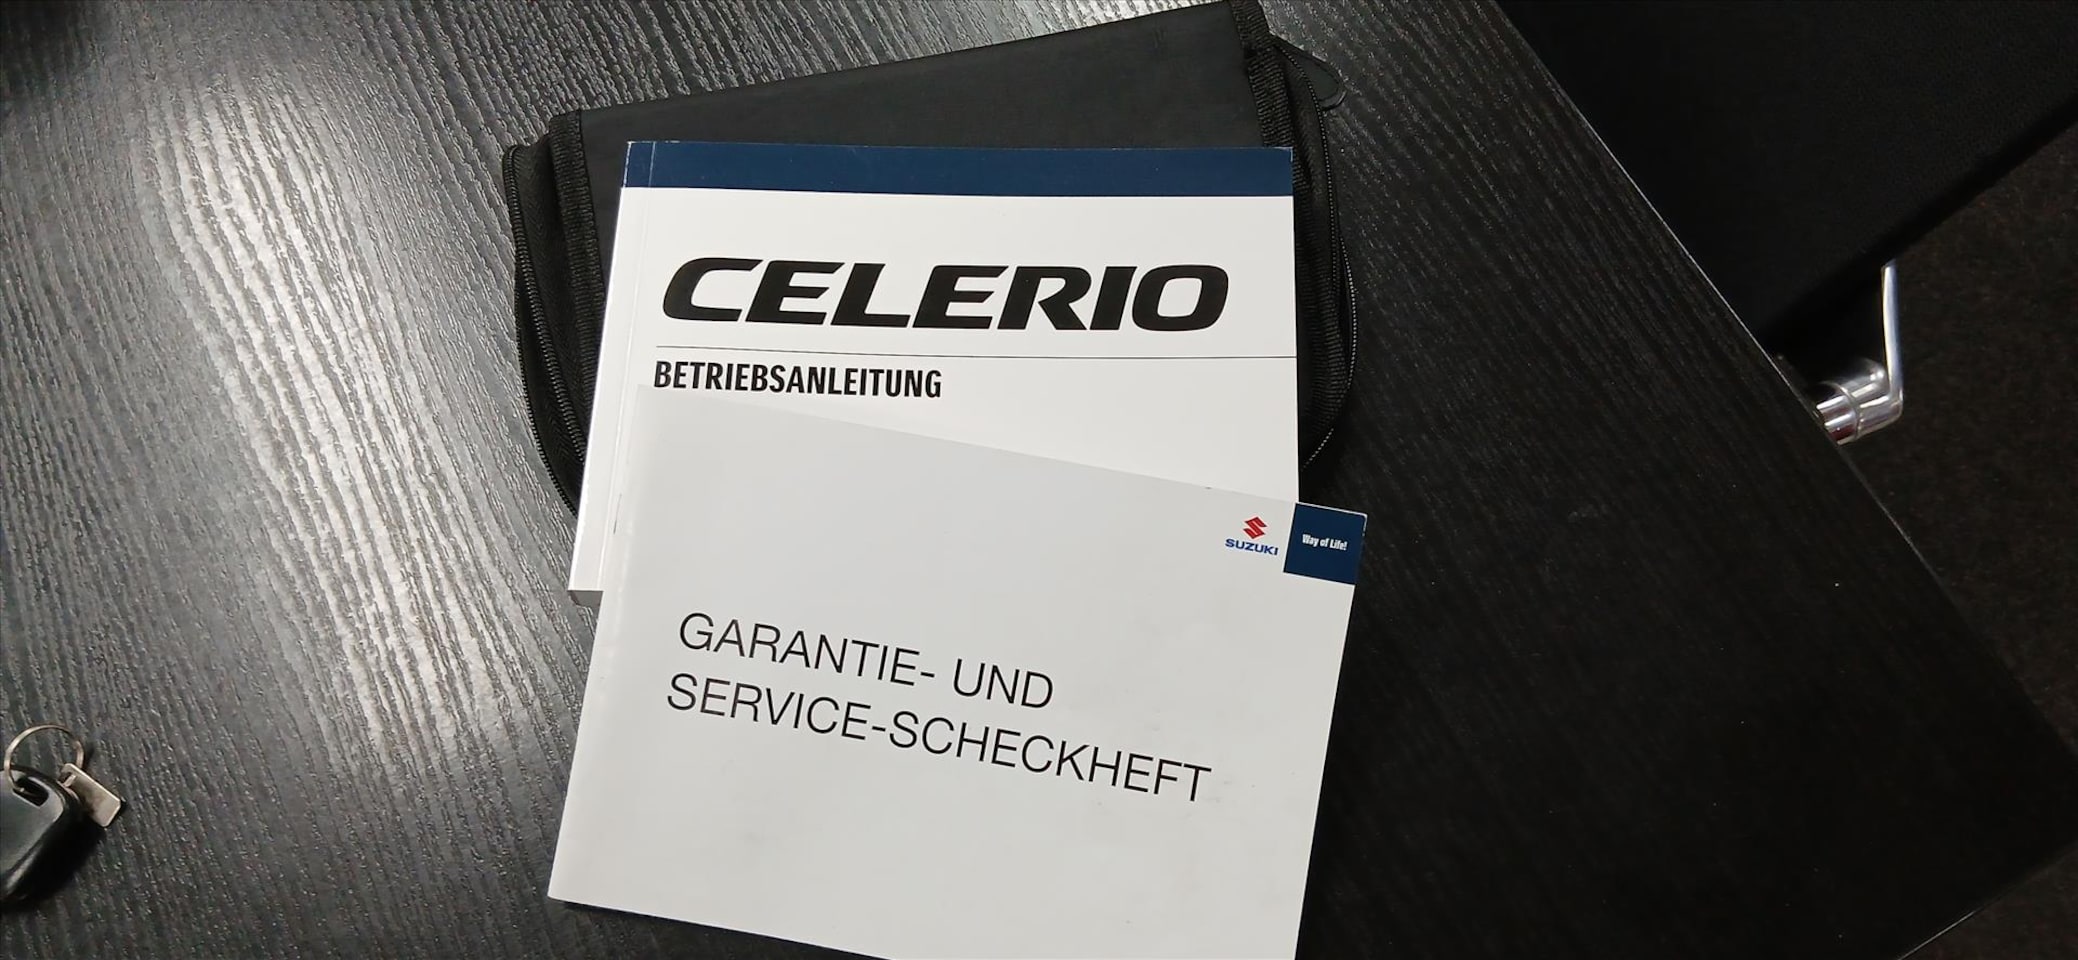 CELERIO
BETRIEBSANLEITUNG
SUZUKI
Way of Life!
GARANTIE- UND
SERVICE-SCHECKHEFT